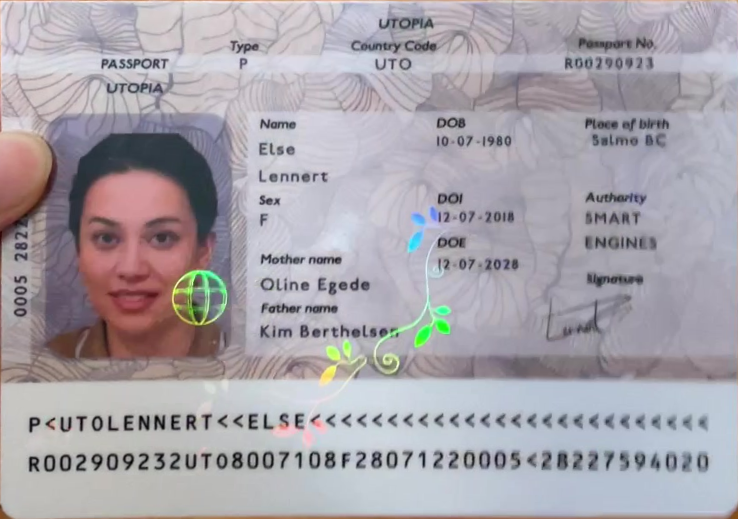 UTOPIA
Type Country Code Passport No.
PASSPORT P UTO R00290923
UTOPIA
Name DOB Place of birth
Else 10-07-1980 Salmo BC
Lennert
Sex DOI Authority
F 12-07-2018 SMART
DOE ENGINES
Mother name 12-07-2028
Oline Egede Signature
Father name
Kim Berthelsen
0005 2822
P<UTOLENNERT<<ELSE<<<<<<<<<<<<<<<<<<<<<<<<<<
R002909232UTO8007108F28071220005<28227594020